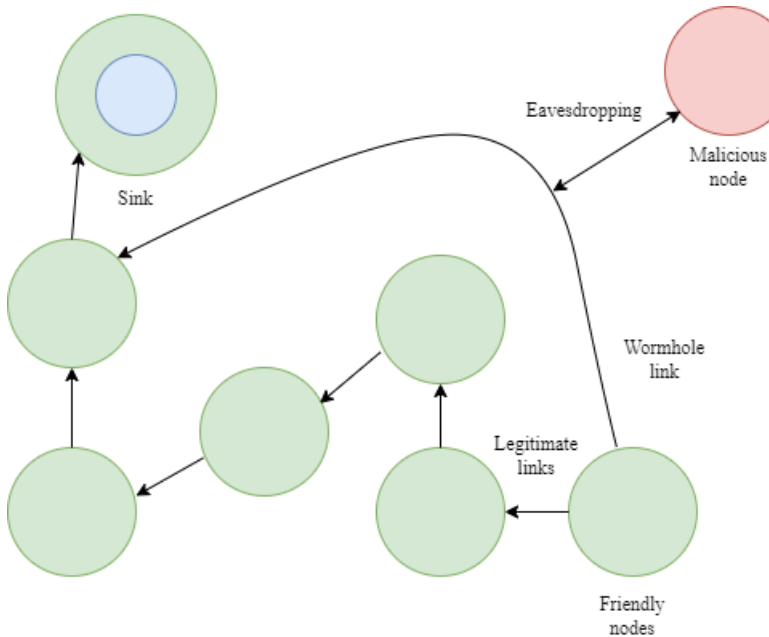 Eavesdropping
Malicious
node
Sink
Wormhole
link
Legitimate
links
Friendly
nodes